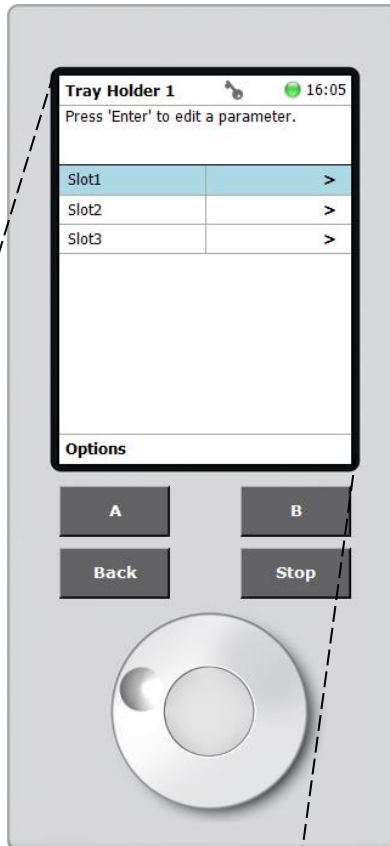 Tray Holder 1 16:05
Press 'Enter' to edit a parameter.
Slot1 >
Slot2 >
Slot3 >
Options
A B
Back Stop